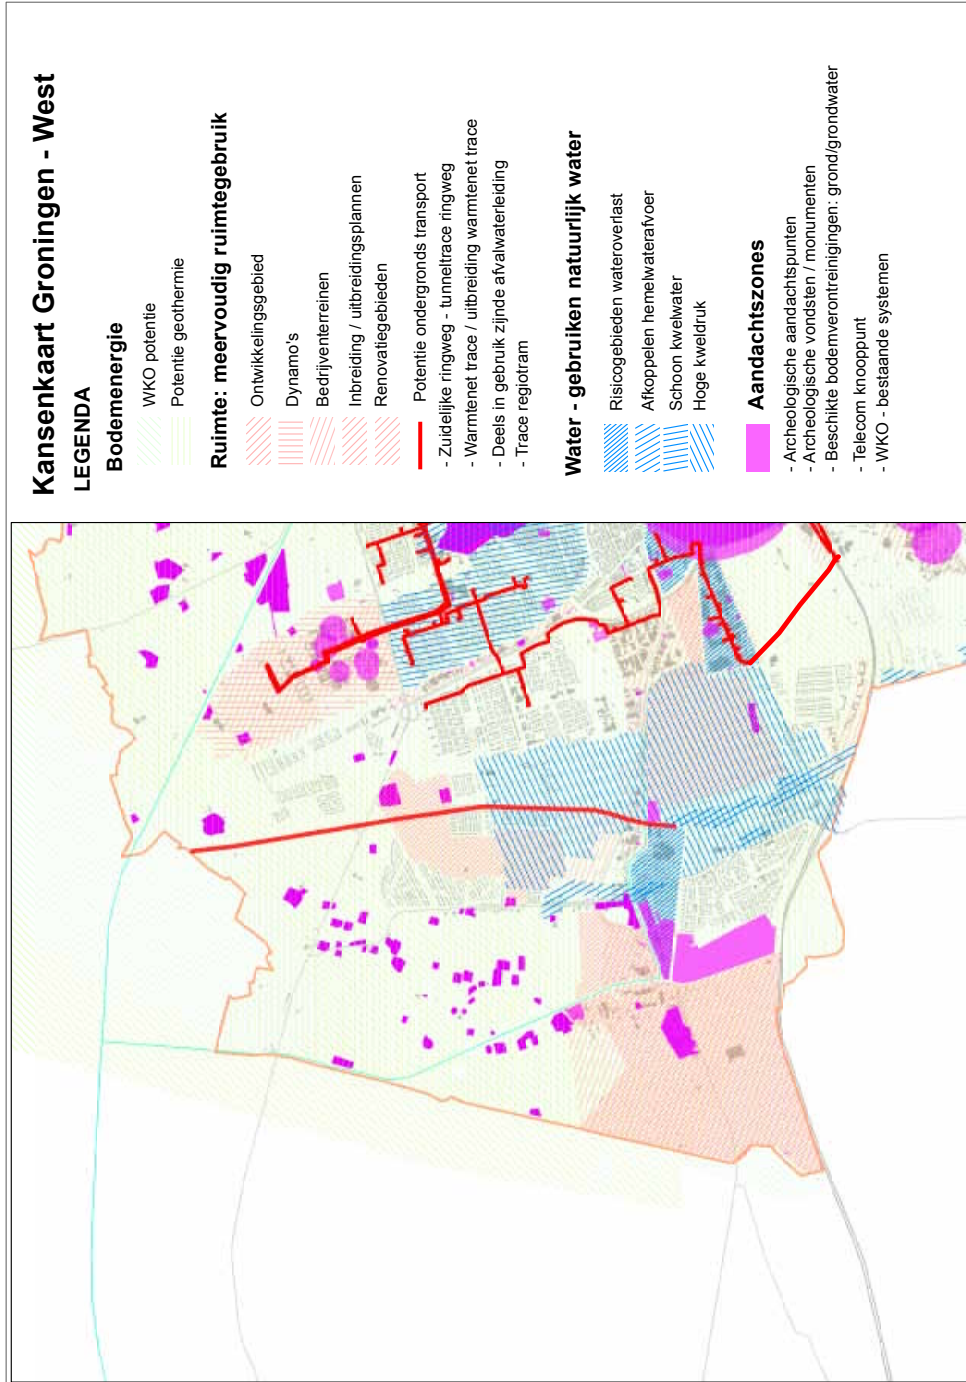 Kansenkaart Groningen - West
LEGENDA
Bodemenergie
WKO potentie
Potentie geothermie
Ruimte: meervoudig ruimtegebruik
Ontwikkelingsgebied
Dynamo's
Bedrijventerreinen
Inbreiding / uitbreidingsplannen
Renovatiegebieden
Potentie ondergronds transport
- Zuidelijke ringweg - tunneltrace ringweg
- Warmtenet trace / uitbreiding warmtenet trace
- Deels in gebruik zijnde afvalwaterleiding
- Trace regiotram
Water - gebruiken natuurlijk water
Risicogebieden wateroverlast
Afkoppelen hemelwaterafvoer
Schoon kwelwater
Hoge kweldruk
Aandachtszones
- Archeologische aandachtspunten
- Archeologische vondsten / monumenten
- Beschikte bodemverontreinigingen: grond/grondwater
- Telecom knooppunt
- WKO - bestaande systemen